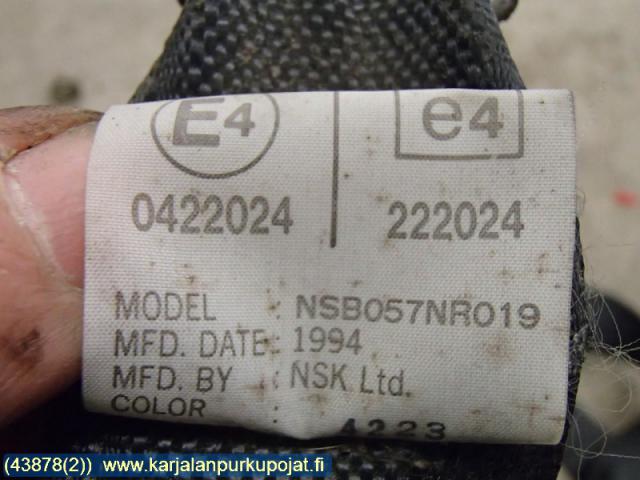 E4 e4
0422024 222024
MODEL : NSB057NR019
MFD. DATE : 1994
MFD. BY : NSK Ltd.
COLOR : 4223
(43878(2)) www.karjalanpurkupojat.fi